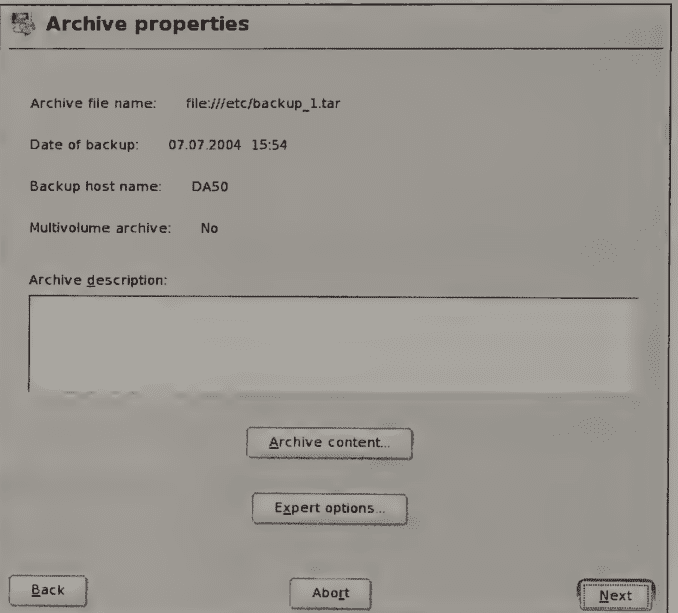 Archive properties
Archive file name: file:///etc/backup_1.tar
Date of backup: 07.07.2004 15:54
Backup host name: DA50
Multivolume archive: No
Archive description:
Archive content...
Expert options...
Back Abort Next